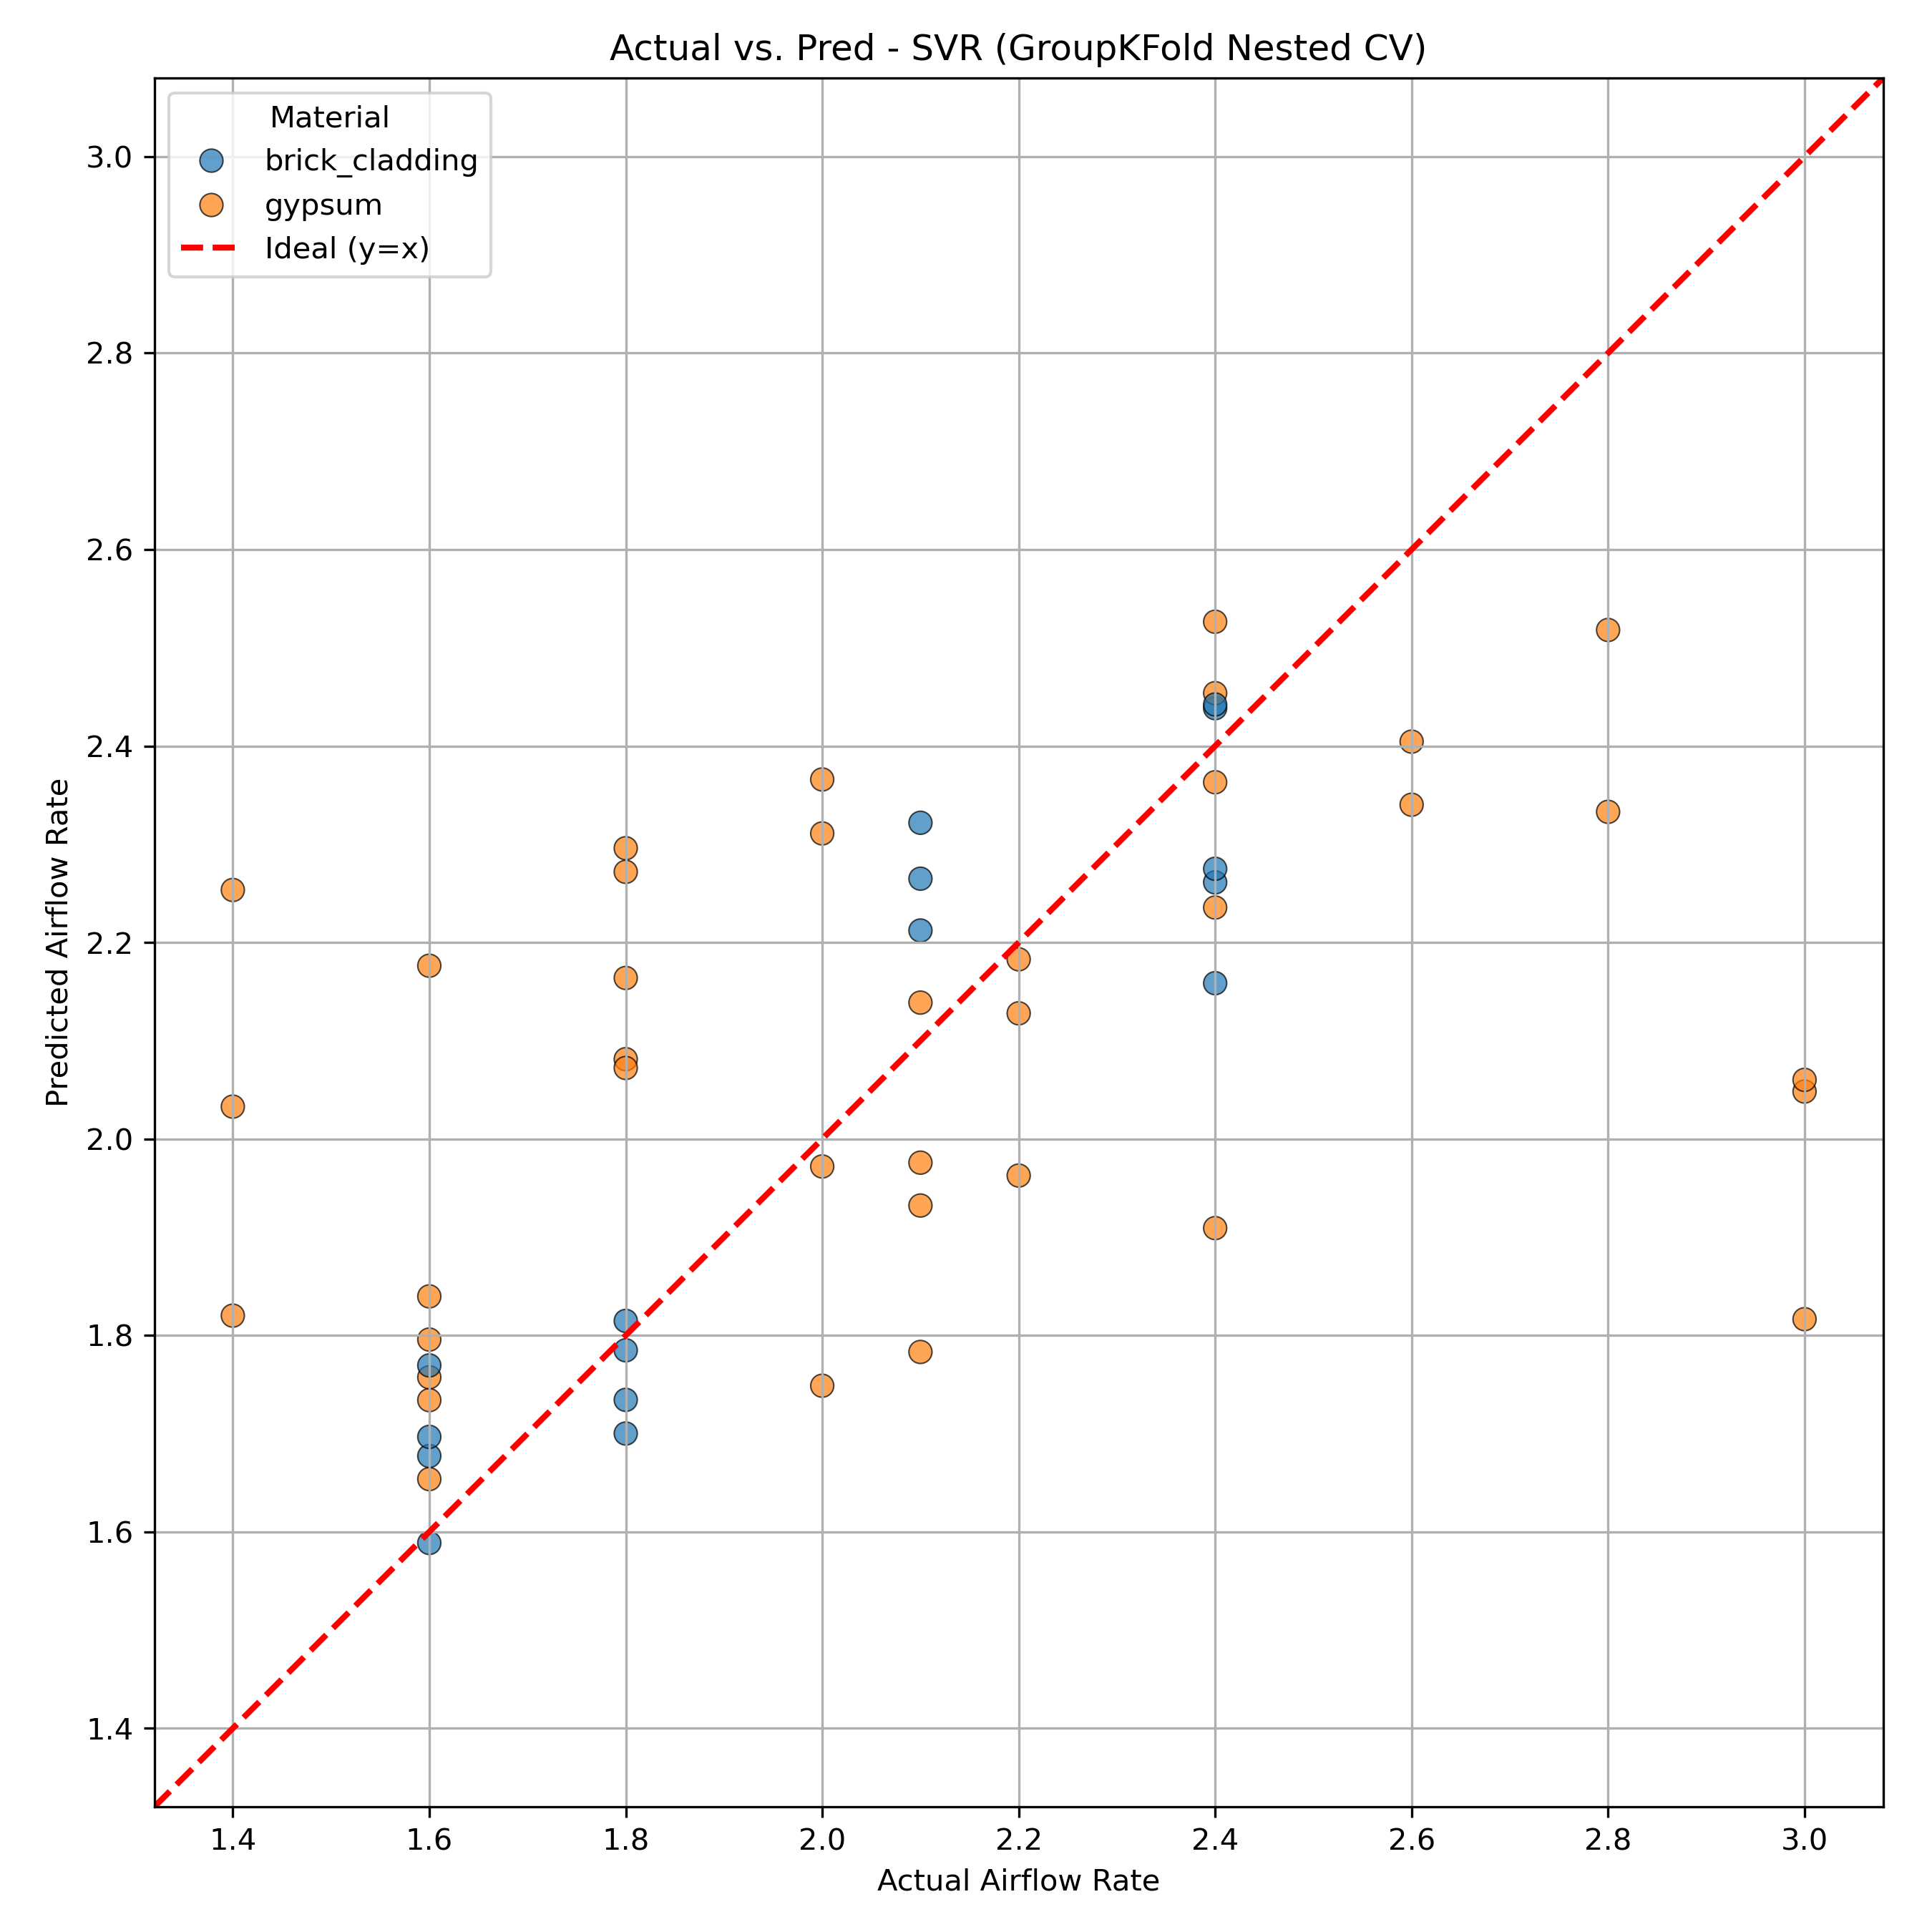 Actual vs. Pred - SVR (GroupKFold Nested CV)
Material
brick_cladding
gypsum
Ideal (y=x)
Predicted Airflow Rate
3.0
2.8
2.6
2.4
2.2
2.0
1.8
1.6
1.4
1.4 1.6 1.8 2.0 2.2 2.4 2.6 2.8 3.0
Actual Airflow Rate